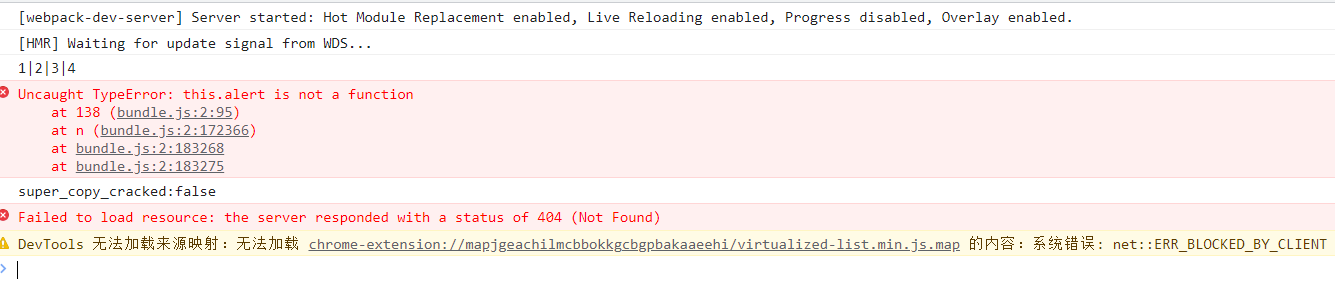 [webpack-dev-server] Server started: Hot Module Replacement enabled, Live Reloading enabled, Progress disabled, Overlay enabled.
[HMR] Waiting for update signal from WDS...
1|2|3|4
Uncaught TypeError: this.alert is not a function
at 138 (bundle.js:2:95)
at n (bundle.js:2:172366)
at bundle.js:2:183268
at bundle.js:2:183275
super_copy_cracked:false
Failed to load resource: the server responded with a status of 404 (Not Found)
DevTools 无法加载来源映射：无法加载 chrome-extension://mapjgeachilmcbbokkgcbgpbakaaeehi/virtualized-list.min.js.map 的内容：系统错误: net::ERR_BLOCKED_BY_CLIENT